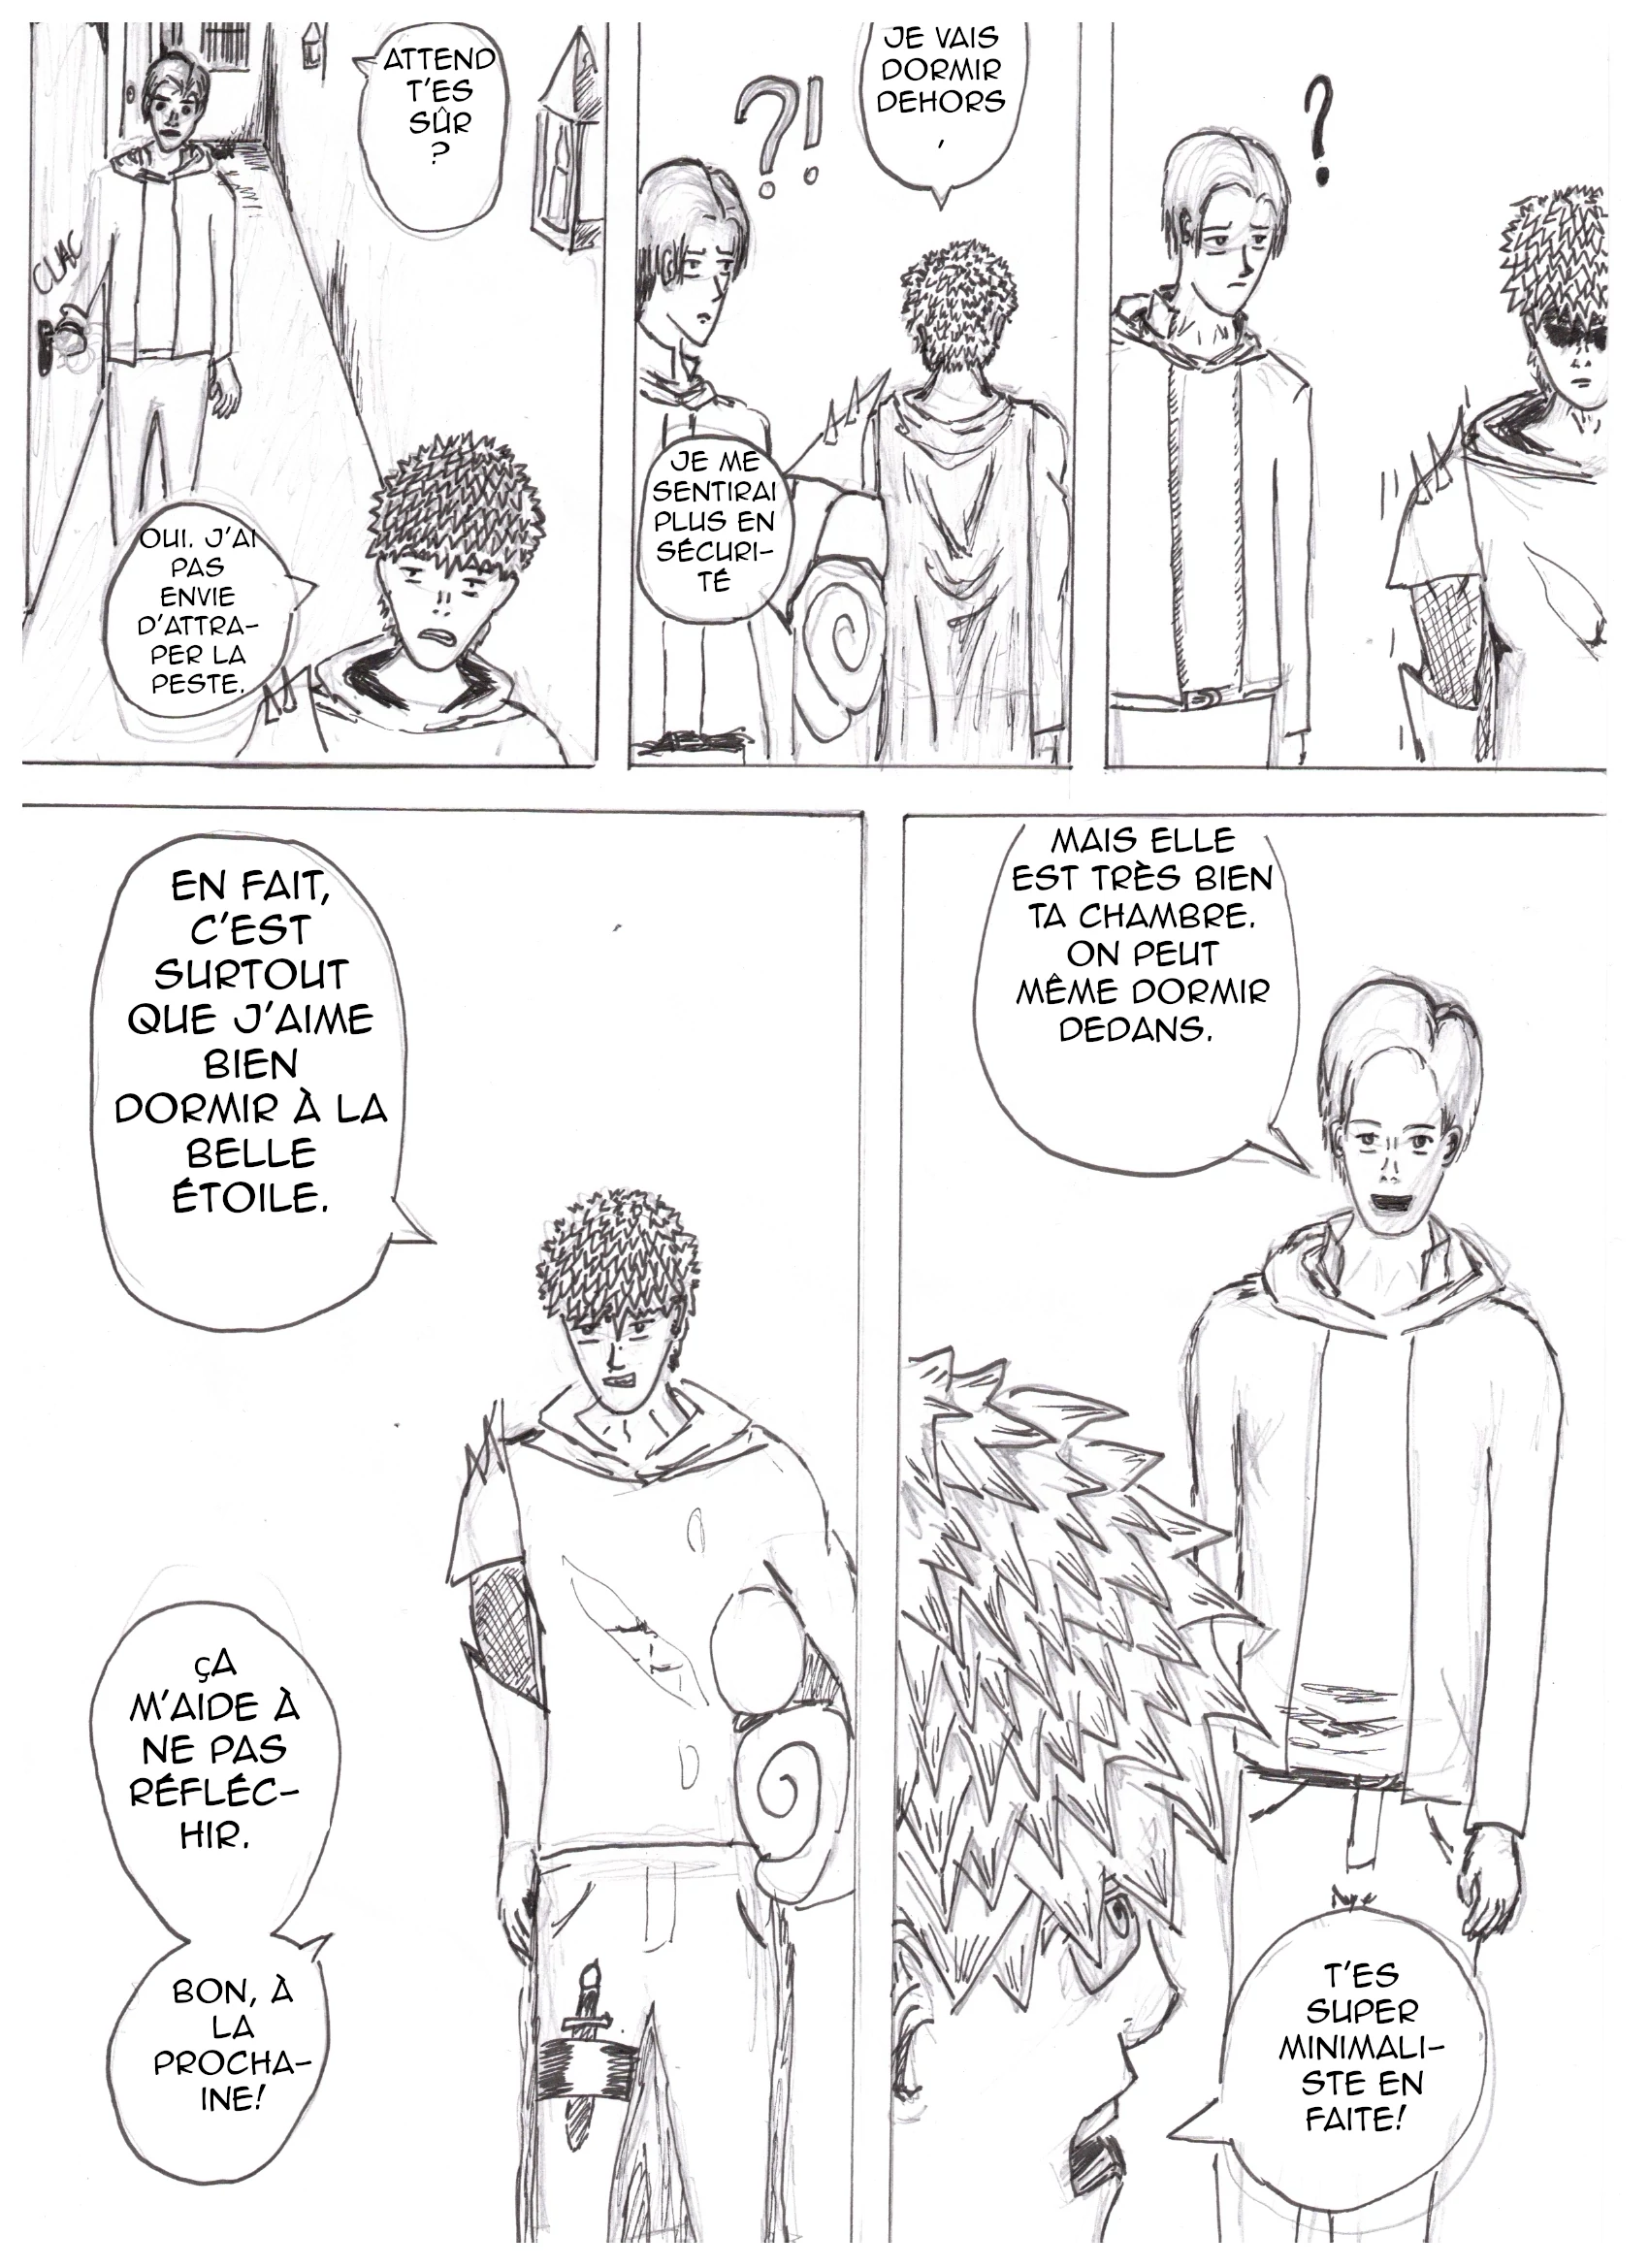 ATTEND
T'ES
SÛR
?
CLAC
OUI. J'AI
PAS
ENVIE
D'ATTRA-
PER LA
PESTE.
?!
JE VAIS
DORMIR
DEHORS
,
JE ME
SENTIRAI
PLUS EN
SÉCURI-
TÉ
?
EN FAIT,
C'EST
SURTOUT
QUE J'AIME
BIEN
DORMIR À LA
BELLE
ÉTOILE.
ÇA
M'AIDE À
NE PAS
RÉFLÉC-
HIR.
BON, À
LA
PROCHA-
INE!
MAIS ELLE
EST TRÈS BIEN
TA CHAMBRE.
ON PEUT
MÊME DORMIR
DEDANS.
T'ES
SUPER
MINIMALI-
STE EN
FAITE!